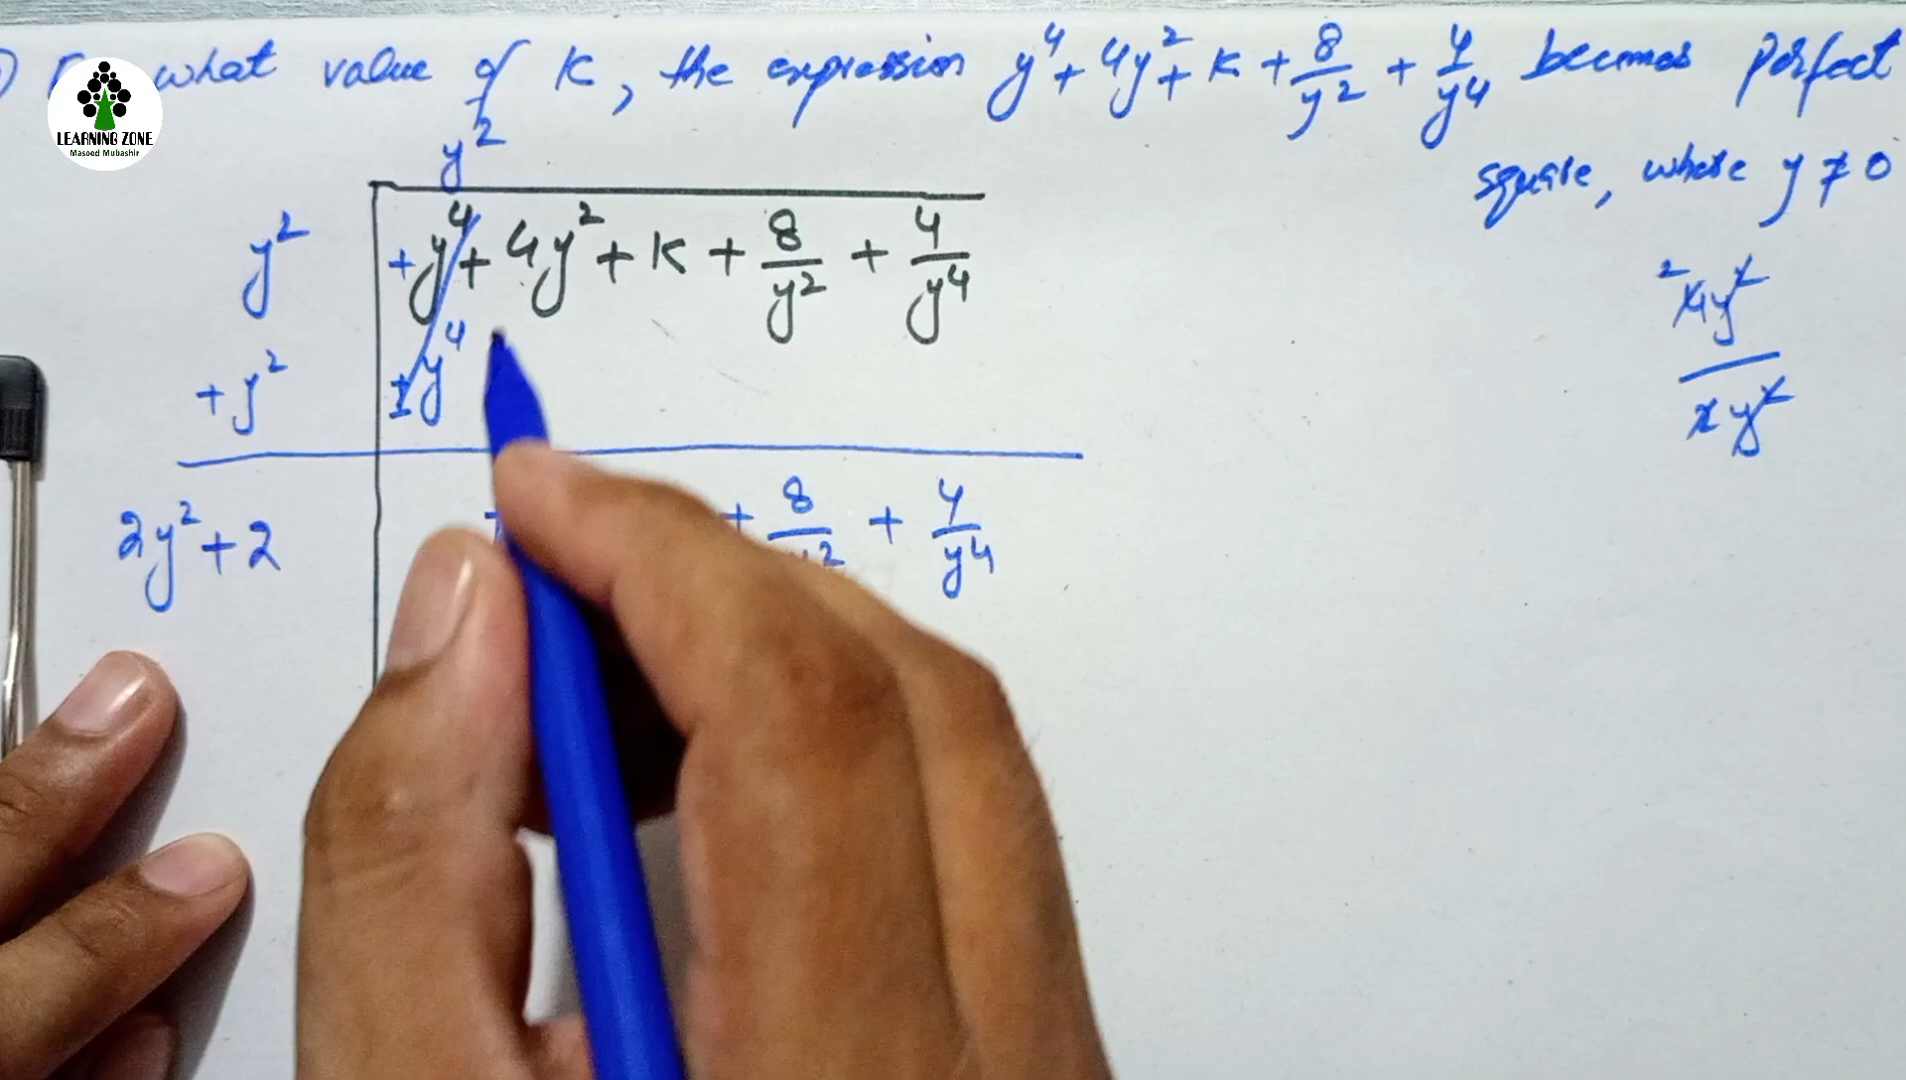 what value of K, the expression y⁴ + 4y² + K + 8/y² + 4/y⁴ becomes perfect
square, where y ≠ 0
LEARNING ZONE
Masood Mubashir
y²
y² +y⁴ + 4y² + K + 8/y² + 4/y⁴
+y² ±y⁴
2y² + 2 + 8/y² + 4/y⁴
²4y²
2y²